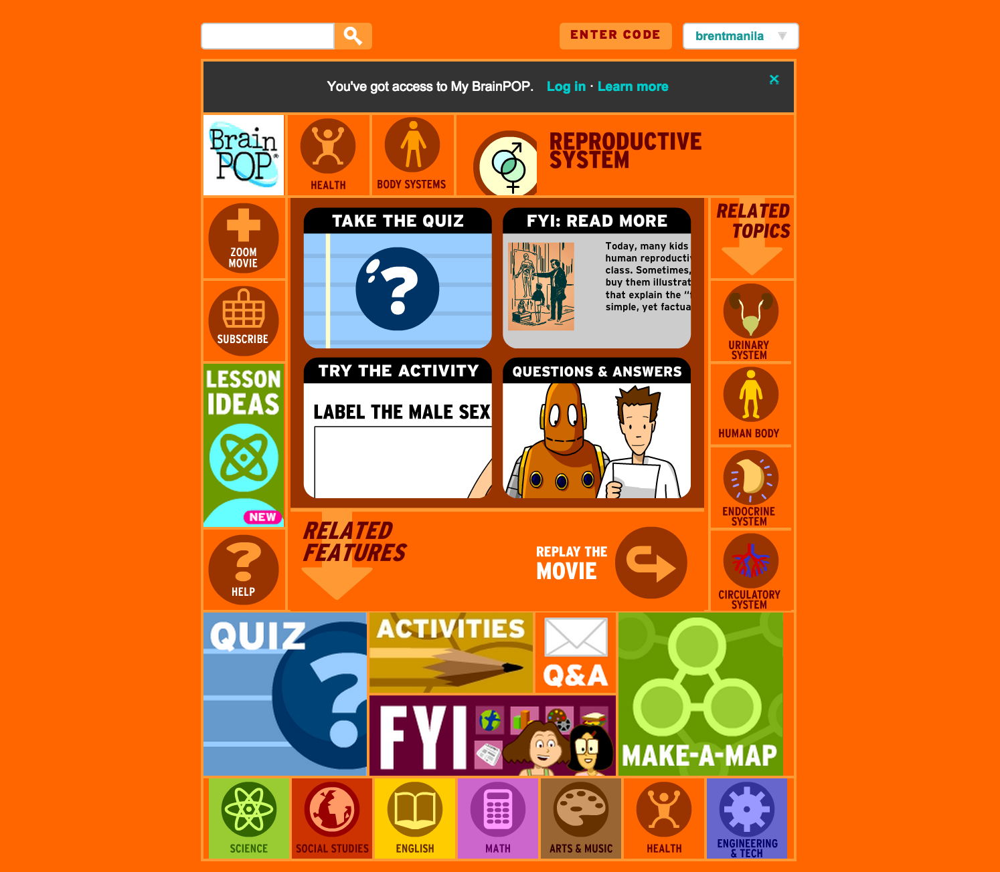 ENTER CODE
brentmanila
You've got access to My BrainPOP. Log in · Learn more
Brain
POP®
HEALTH
BODY SYSTEMS
REPRODUCTIVE
SYSTEM
ZOOM
MOVIE
SUBSCRIBE
LESSON
IDEAS
NEW
HELP
TAKE THE QUIZ
FYI: READ MORE
Today, many kids
human reproducti
class. Sometimes,
buy them illustrat
that explain the “
simple, yet factua
TRY THE ACTIVITY
LABEL THE MALE SEX
QUESTIONS & ANSWERS
RELATED
FEATURES
REPLAY THE
MOVIE
RELATED
TOPICS
URINARY
SYSTEM
HUMAN BODY
ENDOCRINE
SYSTEM
CIRCULATORY
SYSTEM
QUIZ
ACTIVITIES
Q&A
FYI
MAKE-A-MAP
SCIENCE
SOCIAL STUDIES
ENGLISH
MATH
ARTS & MUSIC
HEALTH
ENGINEERING
& TECH